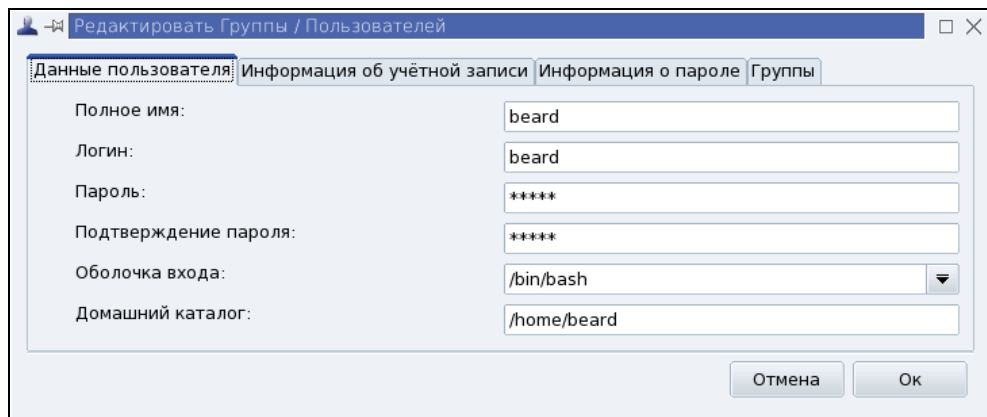 Редактировать Группы / Пользователей
Данные пользователя Информация об учётной записи Информация о пароле Группы
Полное имя: beard
Логин: beard
Пароль: *****
Подтверждение пароля: *****
Оболочка входа: /bin/bash
Домашний каталог: /home/beard
Отмена Ок